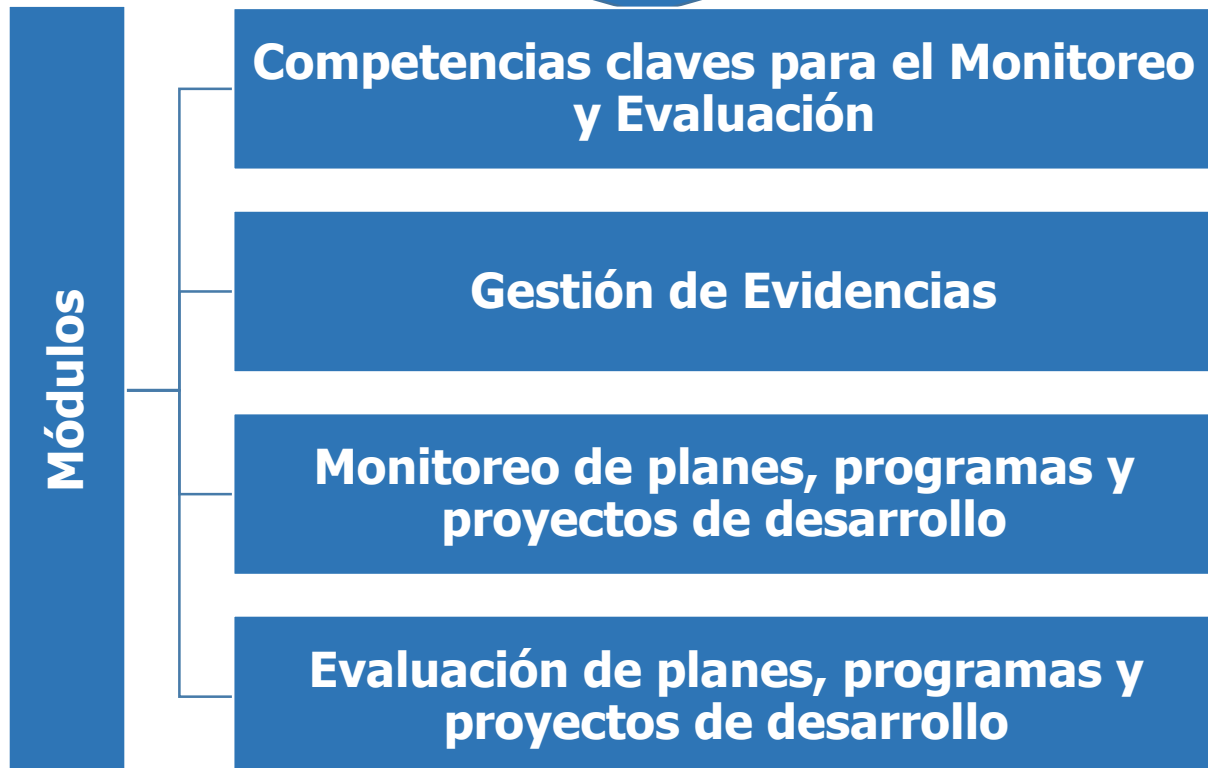 Módulos
Competencias claves para el Monitoreo
y Evaluación
Gestión de Evidencias
Monitoreo de planes, programas y
proyectos de desarrollo
Evaluación de planes, programas y
proyectos de desarrollo